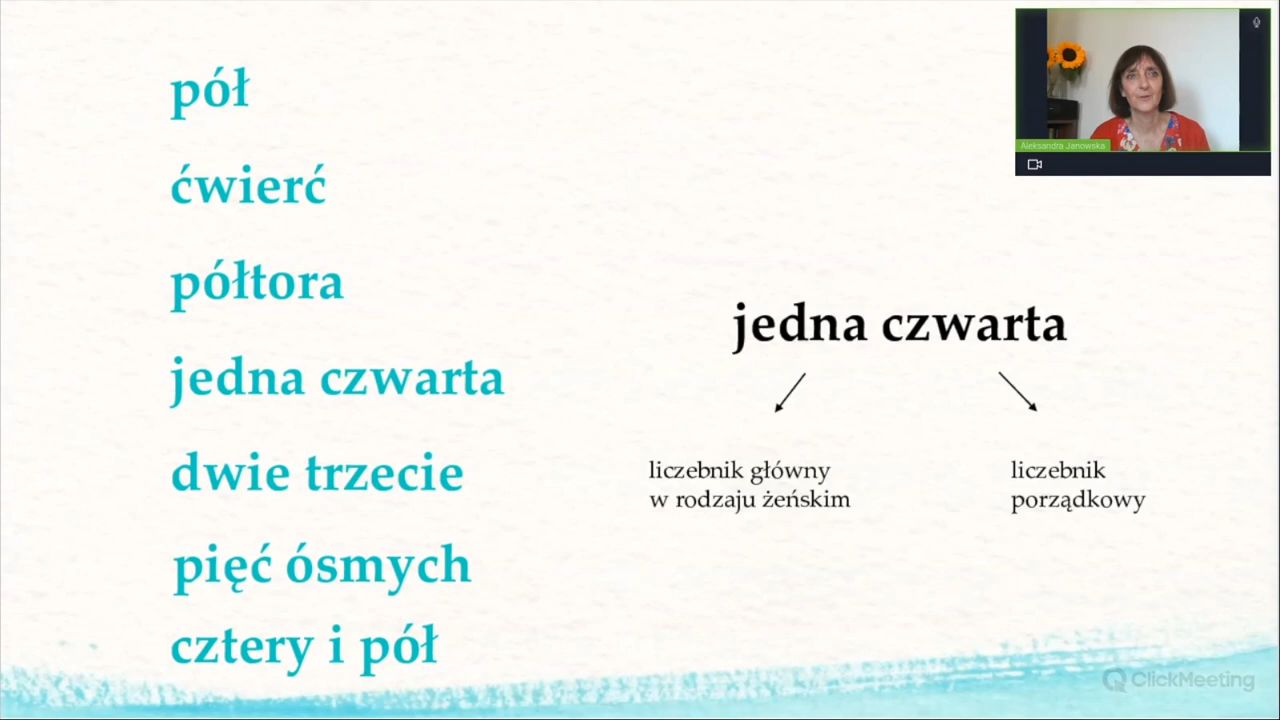 pół
ćwierć
półtora
jedna czwarta
dwie trzecie
pięć ósmych
cztery i pół
jedna czwarta
liczebnik główny
w rodzaju żeńskim
liczebnik
porządkowy
Aleksandra Janowska
ClickMeeting